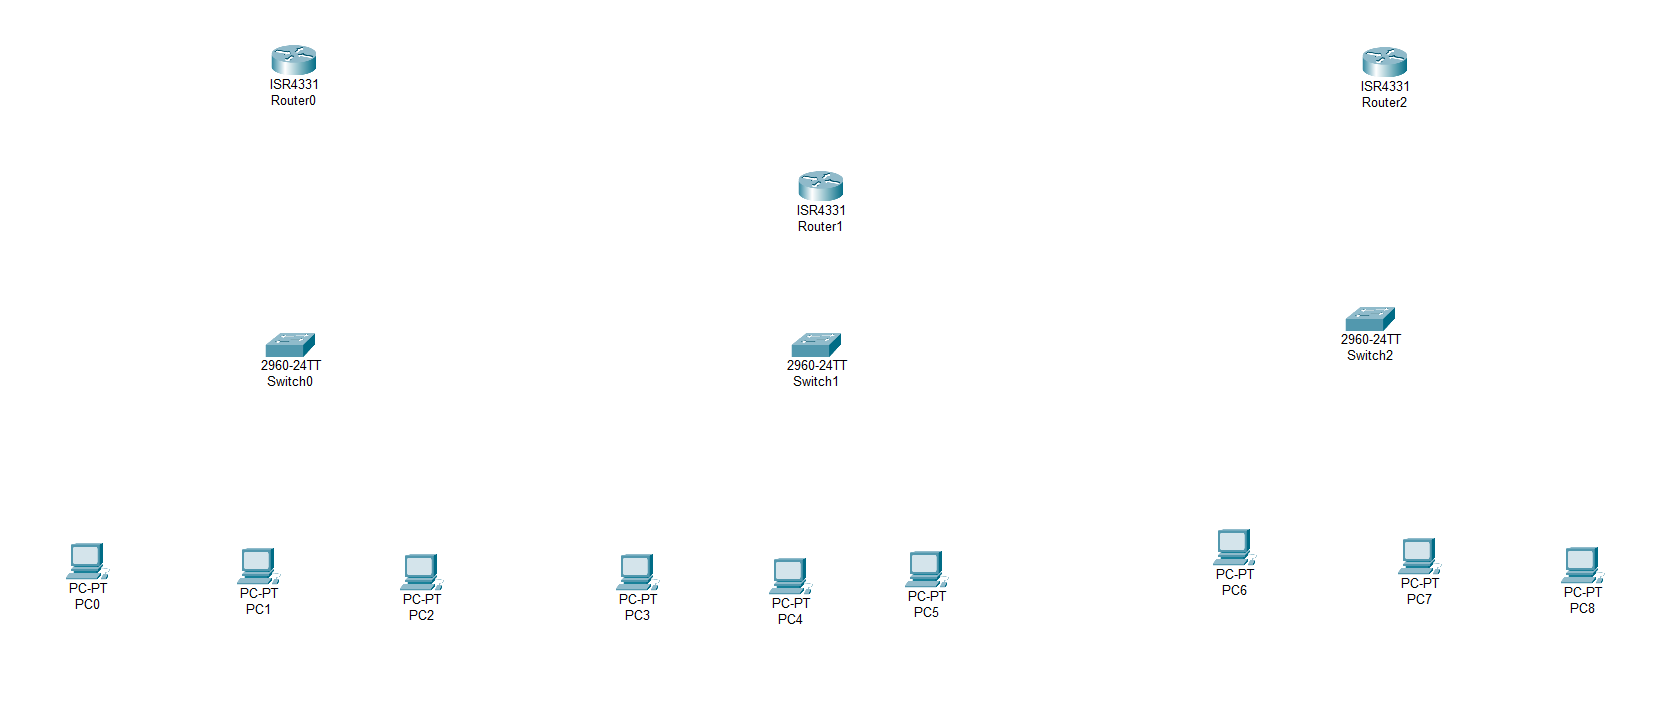 ISR4331
Router0
ISR4331
Router2
ISR4331
Router1
2960-24TT
Switch0
2960-24TT
Switch1
2960-24TT
Switch2
PC-PT
PC0
PC-PT
PC1
PC-PT
PC2
PC-PT
PC3
PC-PT
PC4
PC-PT
PC5
PC-PT
PC6
PC-PT
PC7
PC-PT
PC8